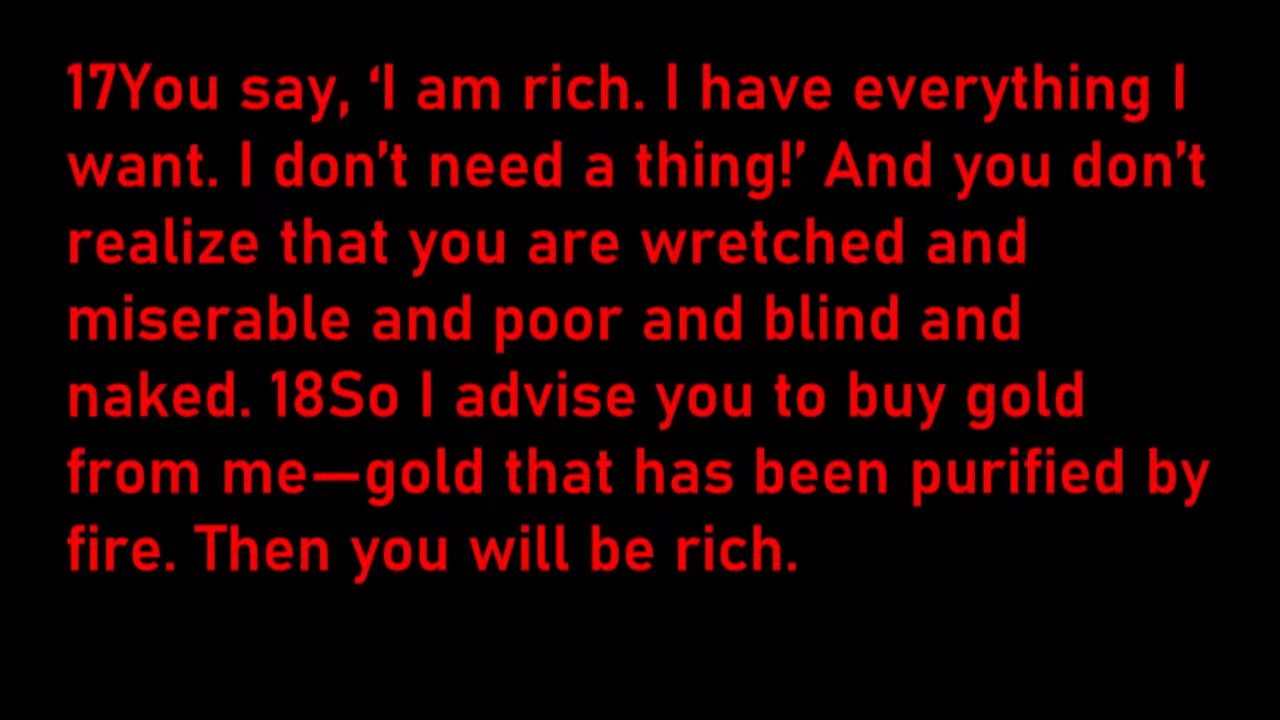 17You say, ‘I am rich. I have everything I
want. I don’t need a thing!’ And you don’t
realize that you are wretched and
miserable and poor and blind and
naked. 18So I advise you to buy gold
from me—gold that has been purified by
fire. Then you will be rich.